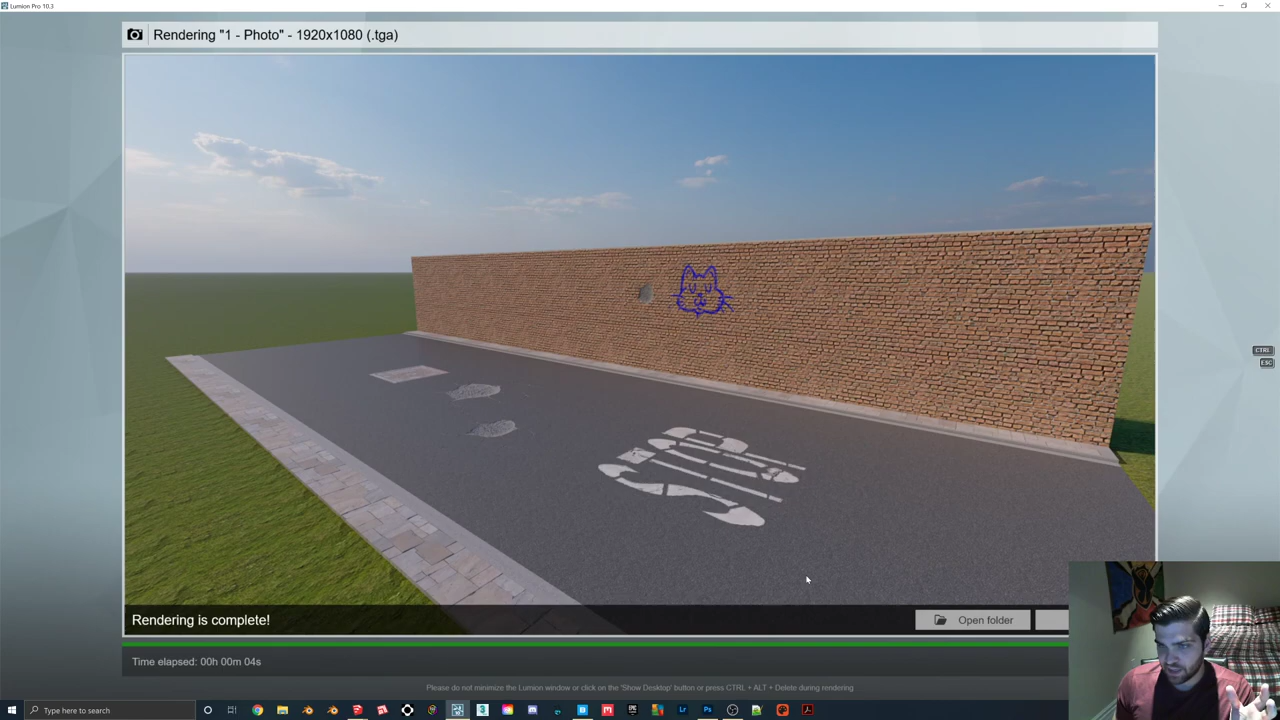 Lumion Pro 10.3
Rendering "1 - Photo" - 1920x1080 (.tga)
CTRL
ESC
Rendering is complete!
Open folder
Time elapsed: 00h 00m 04s
Please do not minimize the Lumion window or click on the 'Show Desktop' button or press CTRL + ALT + Delete during rendering
Type here to search